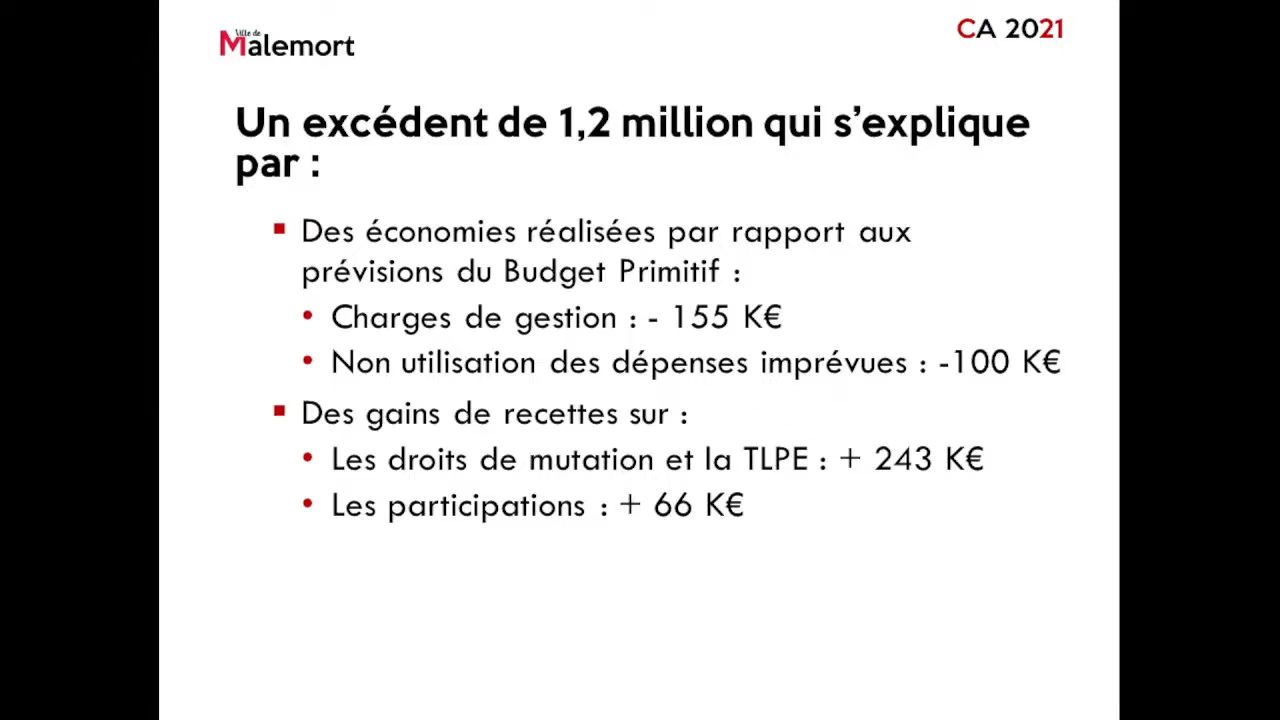 Ville de
Malemort
CA 2021
Un excédent de 1,2 million qui s'explique
par :
Des économies réalisées par rapport aux
prévisions du Budget Primitif :
Charges de gestion : - 155 K€
Non utilisation des dépenses imprévues : -100 K€
Des gains de recettes sur :
Les droits de mutation et la TLPE : + 243 K€
Les participations : + 66 K€